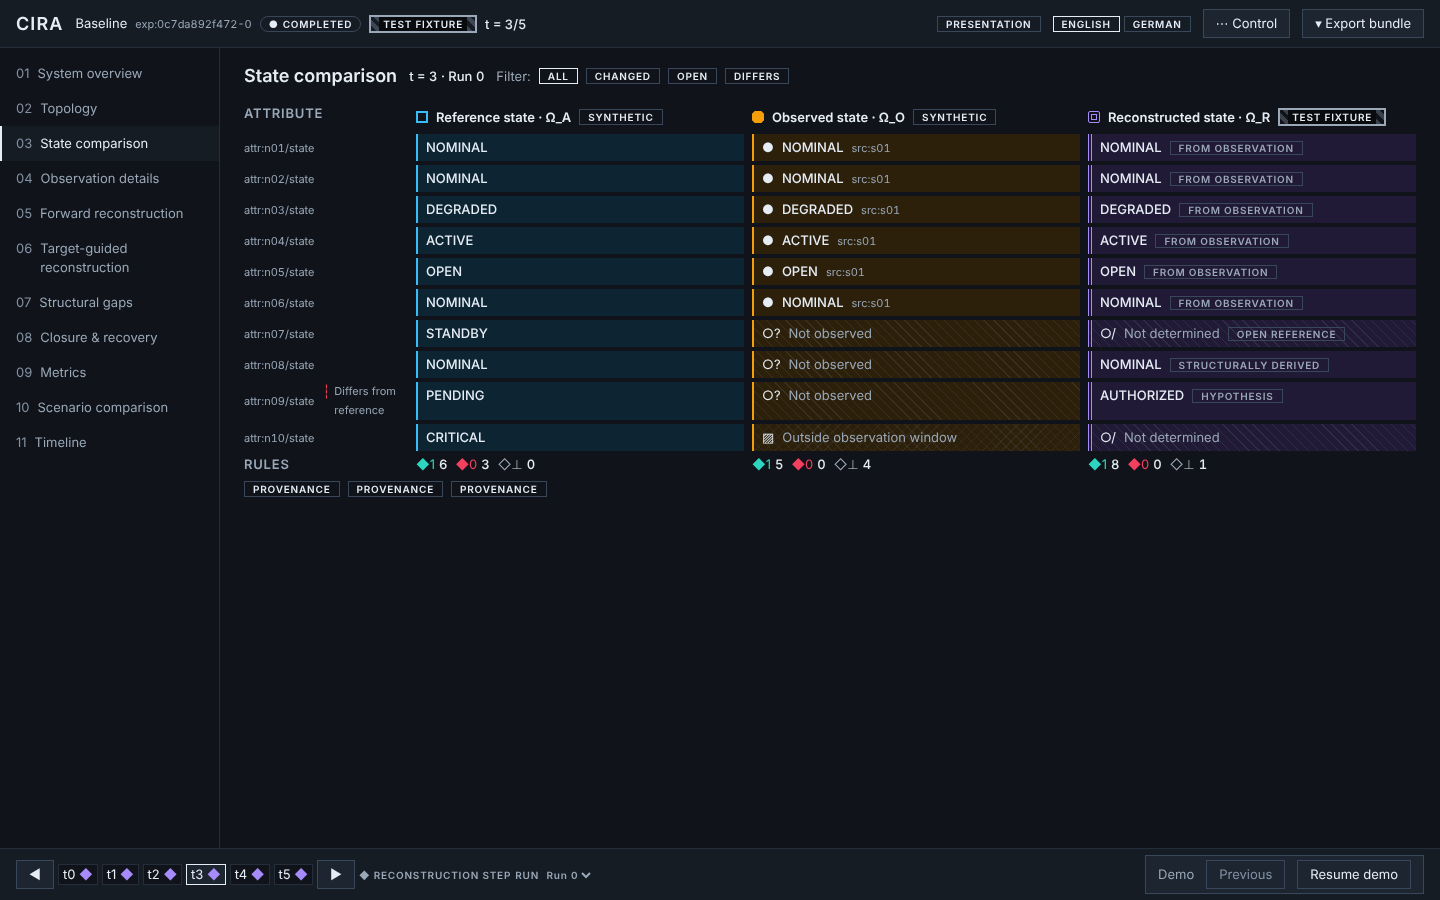 CIRA Baseline exp:0c7da892f472-0 ● COMPLETED TEST FIXTURE t = 3/5 PRESENTATION ENGLISH GERMAN ··· Control ▾ Export bundle
01 System overview
02 Topology
03 State comparison
04 Observation details
05 Forward reconstruction
06 Target-guided
reconstruction
07 Structural gaps
08 Closure & recovery
09 Metrics
10 Scenario comparison
11 Timeline
State comparison t = 3 · Run 0 Filter: ALL CHANGED OPEN DIFFERS
ATTRIBUTE Reference state · Ω_A SYNTHETIC Observed state · Ω_O SYNTHETIC Reconstructed state · Ω_R TEST FIXTURE
attr:n01/state NOMINAL ● NOMINAL src:s01 NOMINAL FROM OBSERVATION
attr:n02/state NOMINAL ● NOMINAL src:s01 NOMINAL FROM OBSERVATION
attr:n03/state DEGRADED ● DEGRADED src:s01 DEGRADED FROM OBSERVATION
attr:n04/state ACTIVE ● ACTIVE src:s01 ACTIVE FROM OBSERVATION
attr:n05/state OPEN ● OPEN src:s01 OPEN FROM OBSERVATION
attr:n06/state NOMINAL ● NOMINAL src:s01 NOMINAL FROM OBSERVATION
attr:n07/state STANDBY ○? Not observed ○/ Not determined OPEN REFERENCE
attr:n08/state NOMINAL ○? Not observed NOMINAL STRUCTURALLY DERIVED
attr:n09/state ¦ Differs from reference PENDING ○? Not observed AUTHORIZED HYPOTHESIS
attr:n10/state CRITICAL ▨ Outside observation window ○/ Not determined
RULES ◆1 6 ◆0 3 ◇⊥ 0 ◆1 5 ◆0 0 ◇⊥ 4 ◆1 8 ◆0 0 ◇⊥ 1
PROVENANCE PROVENANCE PROVENANCE
◀ t0 ◆ t1 ◆ t2 ◆ t3 ◆ t4 ◆ t5 ◆ ▶ ◆ RECONSTRUCTION STEP RUN Run 0 Demo Previous Resume demo